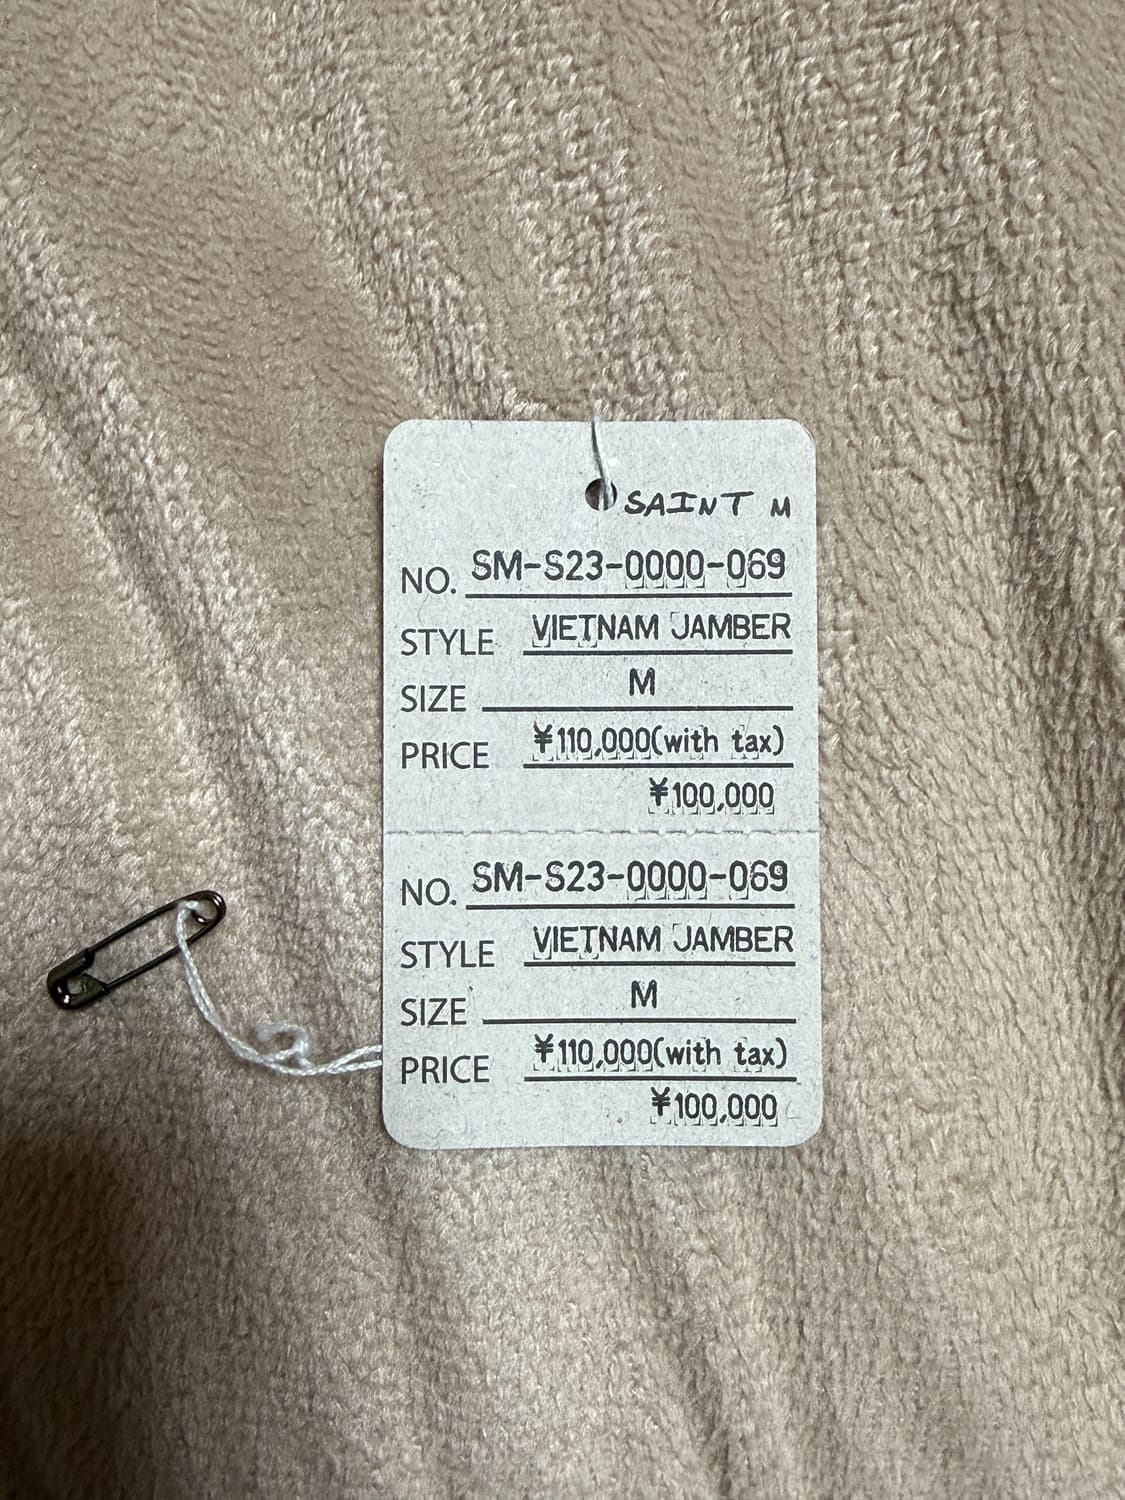 SAINT M
NO. SM-S23-0000-069
STYLE VIETNAM JAMBER
SIZE M
PRICE ¥110,000(with tax)
¥100,000
NO. SM-S23-0000-069
STYLE VIETNAM JAMBER
SIZE M
PRICE ¥110,000(with tax)
¥100,000